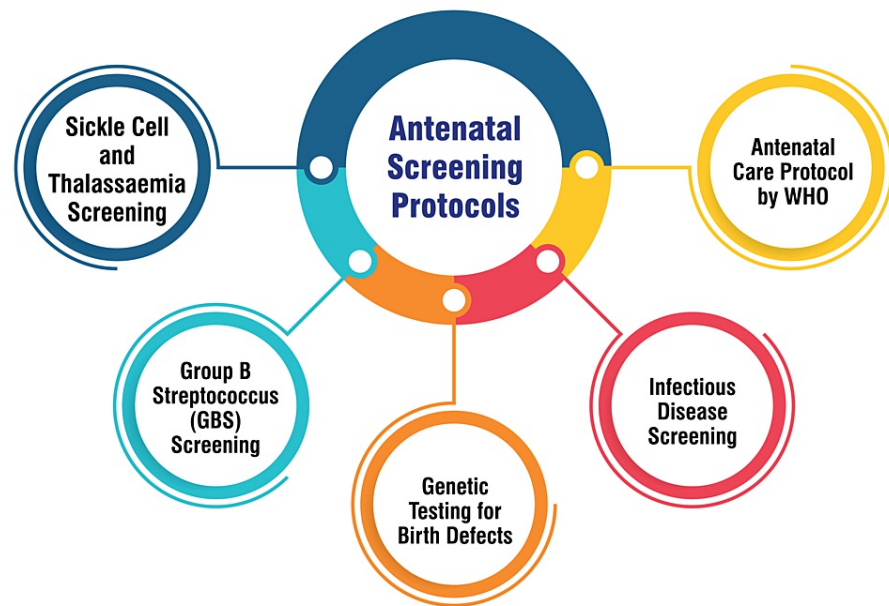 Antenatal
Screening
Protocols
Sickle Cell
and
Thalassaemia
Screening
Group B
Streptococcus
(GBS)
Screening
Genetic
Testing for
Birth Defects
Infectious
Disease
Screening
Antenatal
Care Protocol
by WHO